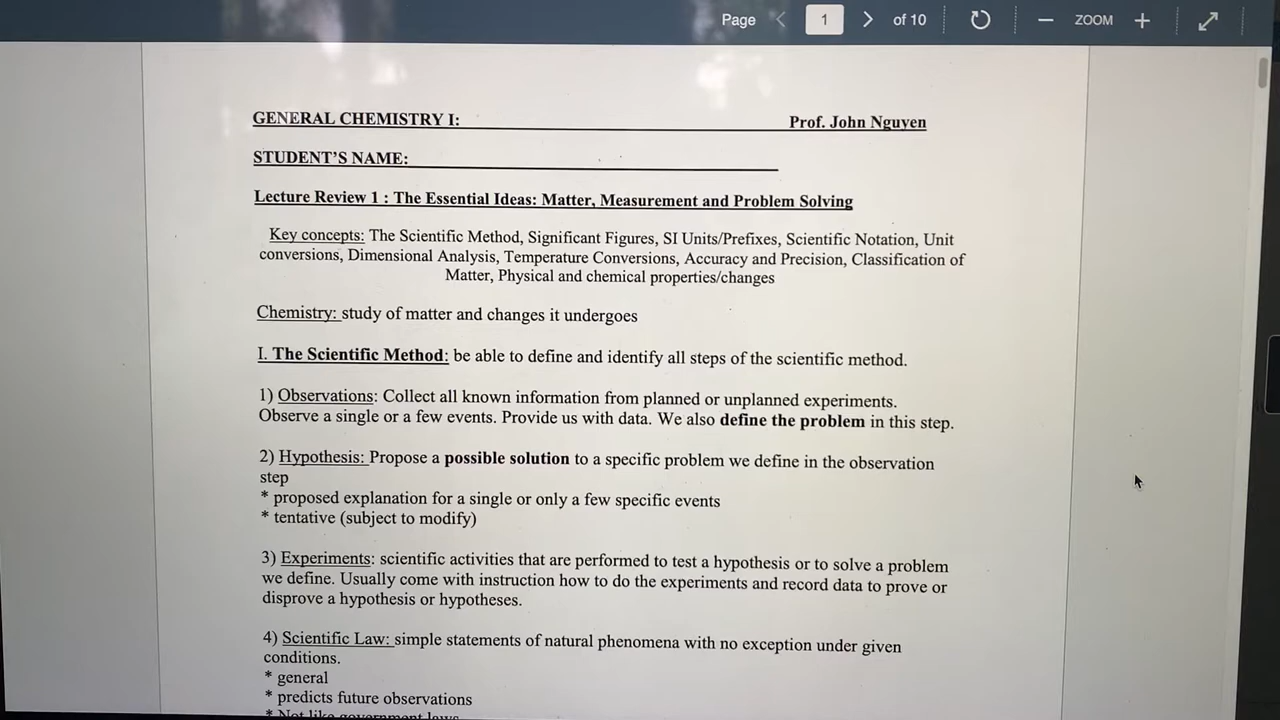 Page 1 of 10 ZOOM
GENERAL CHEMISTRY I: Prof. John Nguyen
STUDENT'S NAME:
Lecture Review 1 : The Essential Ideas: Matter, Measurement and Problem Solving
Key concepts: The Scientific Method, Significant Figures, SI Units/Prefixes, Scientific Notation, Unit
conversions, Dimensional Analysis, Temperature Conversions, Accuracy and Precision, Classification of
Matter, Physical and chemical properties/changes
Chemistry: study of matter and changes it undergoes
I. The Scientific Method: be able to define and identify all steps of the scientific method.
1) Observations: Collect all known information from planned or unplanned experiments.
Observe a single or a few events. Provide us with data. We also define the problem in this step.
2) Hypothesis: Propose a possible solution to a specific problem we define in the observation
step
* proposed explanation for a single or only a few specific events
* tentative (subject to modify)
3) Experiments: scientific activities that are performed to test a hypothesis or to solve a problem
we define. Usually come with instruction how to do the experiments and record data to prove or
disprove a hypothesis or hypotheses.
4) Scientific Law: simple statements of natural phenomena with no exception under given
conditions.
* general
* predicts future observations
* Not like government laws